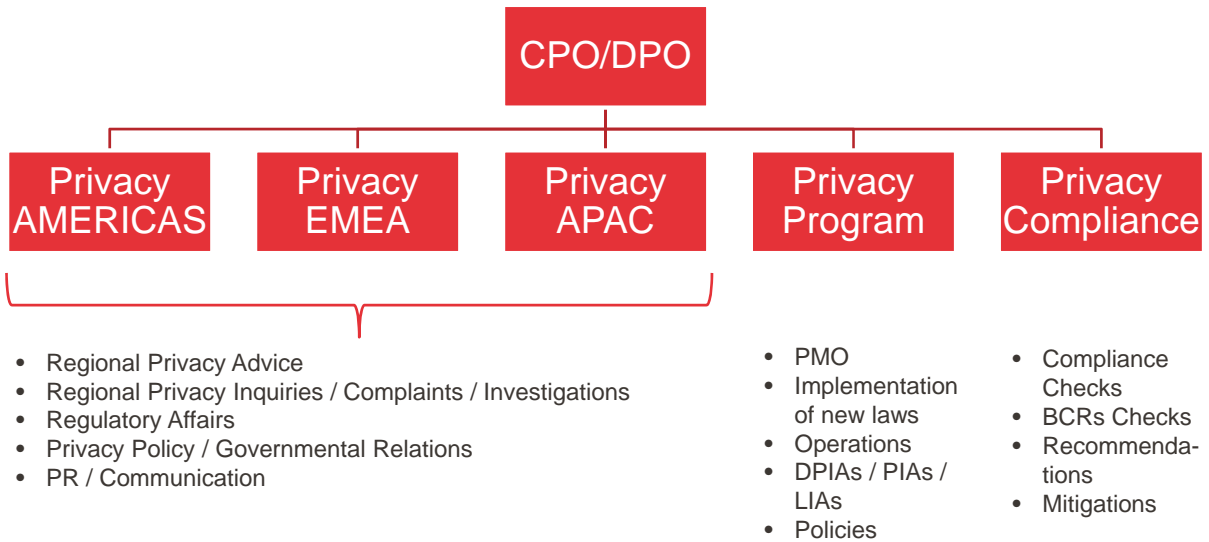 CPO/DPO
Privacy
AMERICAS
Privacy
EMEA
Privacy
APAC
Privacy
Program
Privacy
Compliance
• Regional Privacy Advice
• Regional Privacy Inquiries / Complaints / Investigations
• Regulatory Affairs
• Privacy Policy / Governmental Relations
• PR / Communication
• PMO
• Implementation
of new laws
• Operations
• DPIAs / PIAs /
LIAs
• Policies
• Compliance
Checks
• BCRs Checks
• Recommenda-
tions
• Mitigations